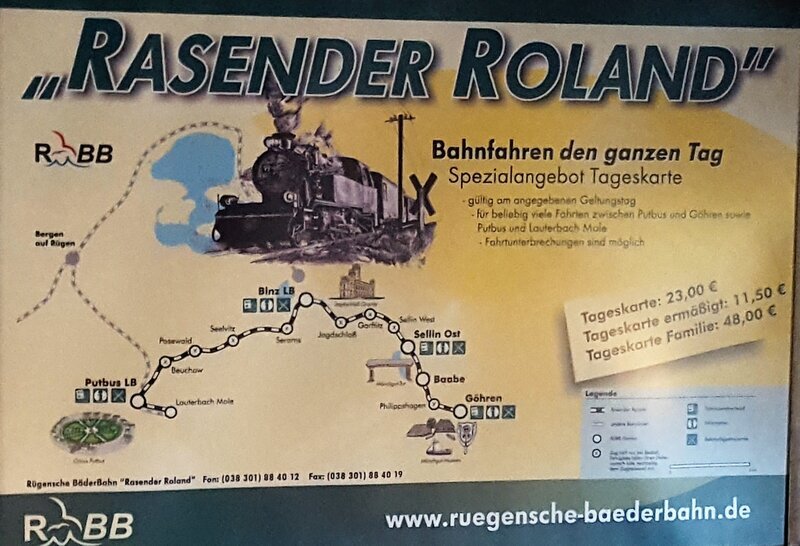 „RASENDER ROLAND"
RÜBB
Bahnfahren den ganzen Tag
Spezialangebot Tageskarte
- gültig am angegebenen Geltungstag
- für beliebig viele Fahrten zwischen Putbus und Göhren sowie
Putbus und Lauterbach Mole
- Fahrtunterbrechungen sind möglich
Bergen
auf Rügen
Tageskarte: 23,00 €
Tageskarte ermäßigt: 11,50 €
Tageskarte Familie: 48,00 €
Binz LB
Jagdschloß Granitz
Sellin West
Garftitz
Jagdschloß
Serams
Seelvitz
Posewald
Beuchow
Sellin Ost
Baabe
Philippshagen
Göhren
Putbus LB
Lauterbach Mole
Legende
Rügensche BäderBahn "Rasender Roland" Fon: (038 301) 88 40 12 Fax: (038 301) 88 40 19
RÜBB
www.ruegensche-baederbahn.de